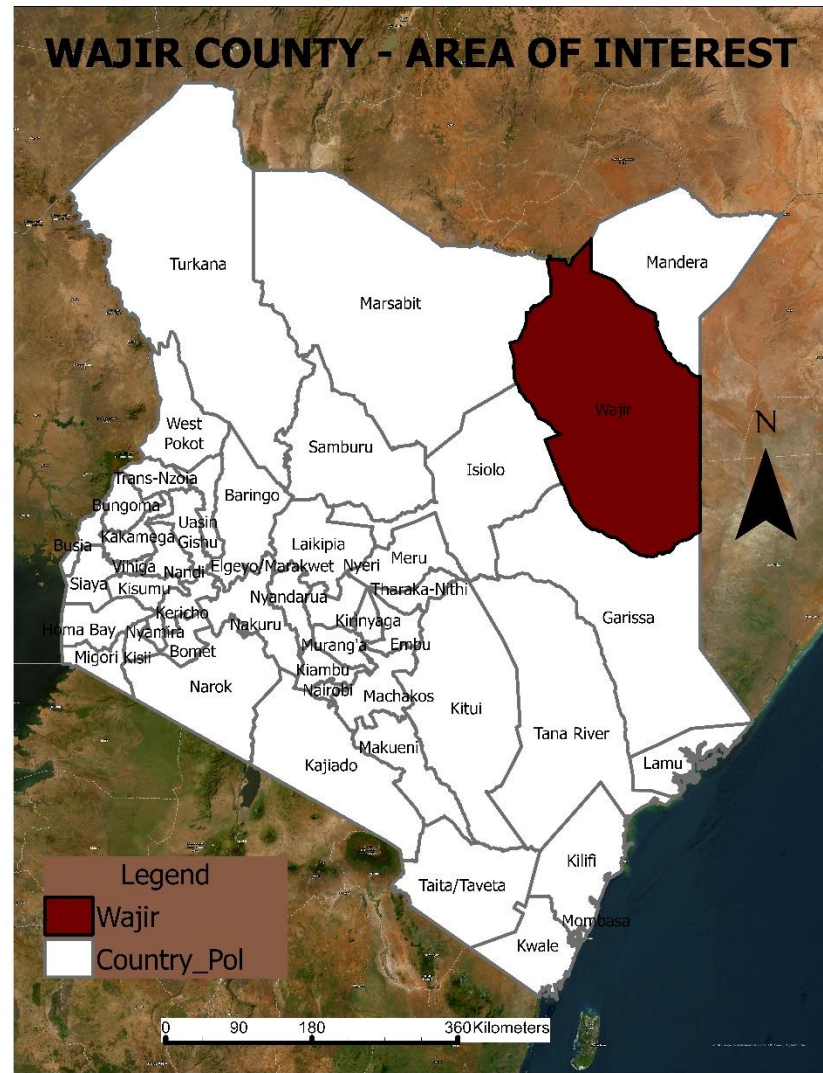 WAJIR COUNTY - AREA OF INTEREST
Turkana
Marsabit
Mandera
Wajir
N
West
Pokot
Samburu
Isiolo
Trans-Nzoia
Baringo
Bungoma
Uasin
Gishu
Kakamega
Busia
Laikipia
Meru
Vihiga
Nandi
Elgeyo/Marakwet
Nyeri
Siaya
Kisumu
Tharaka-Nithi
Nyandarua
Kericho
Garissa
Homa Bay
Nyamira
Nakuru
Kirinyaga
Murang'a
Embu
Migori
Kisii
Bomet
Kiambu
Narok
Nairobi
Machakos
Kitui
Tana River
Makueni
Kajiado
Lamu
Kilifi
Taita/Taveta
Mombasa
Kwale
Legend
Wajir
Country_Pol
0 90 180 360 Kilometers